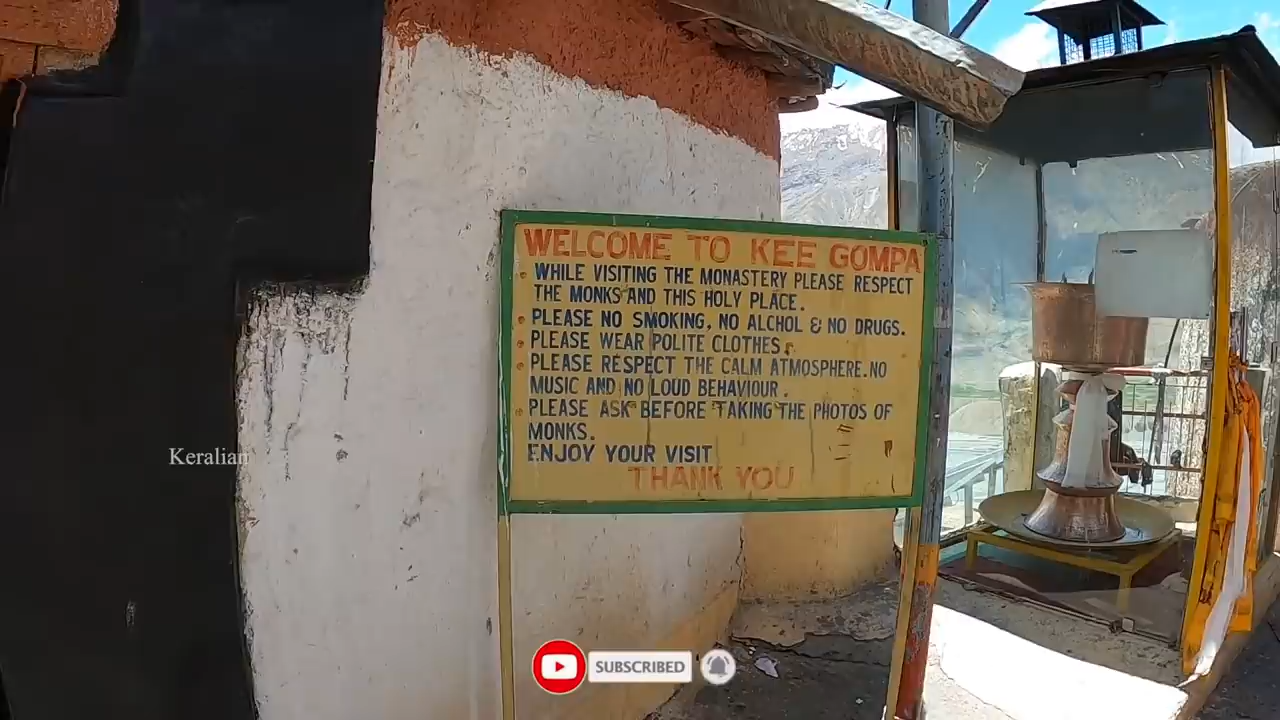 WELCOME TO KEE GOMPA
WHILE VISITING THE MONASTERY PLEASE RESPECT
THE MONKS AND THIS HOLY PLACE.
PLEASE NO SMOKING, NO ALCHOL & NO DRUGS.
PLEASE WEAR POLITE CLOTHES.
PLEASE RESPECT THE CALM ATMOSPHERE.NO
MUSIC AND NO LOUD BEHAVIOUR.
PLEASE ASK BEFORE TAKING THE PHOTOS OF
MONKS.
ENJOY YOUR VISIT
THANK YOU
Keralian
SUBSCRIBED